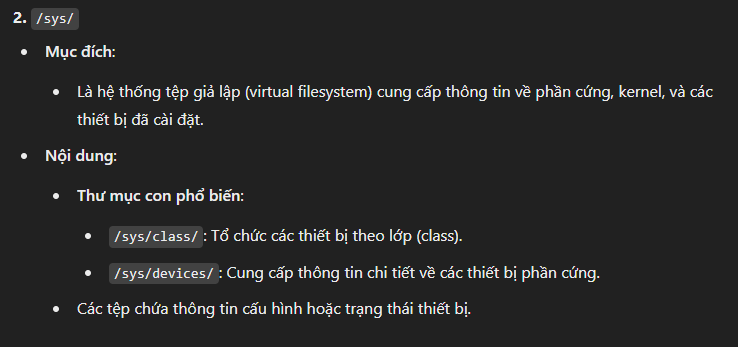 2. /sys/
Mục đích:
Là hệ thống tệp giả lập (virtual filesystem) cung cấp thông tin về phần cứng, kernel, và các
thiết bị đã cài đặt.
Nội dung:
Thư mục con phổ biến:
/sys/class/: Tổ chức các thiết bị theo lớp (class).
/sys/devices/: Cung cấp thông tin chi tiết về các thiết bị phần cứng.
Các tệp chứa thông tin cấu hình hoặc trạng thái thiết bị.